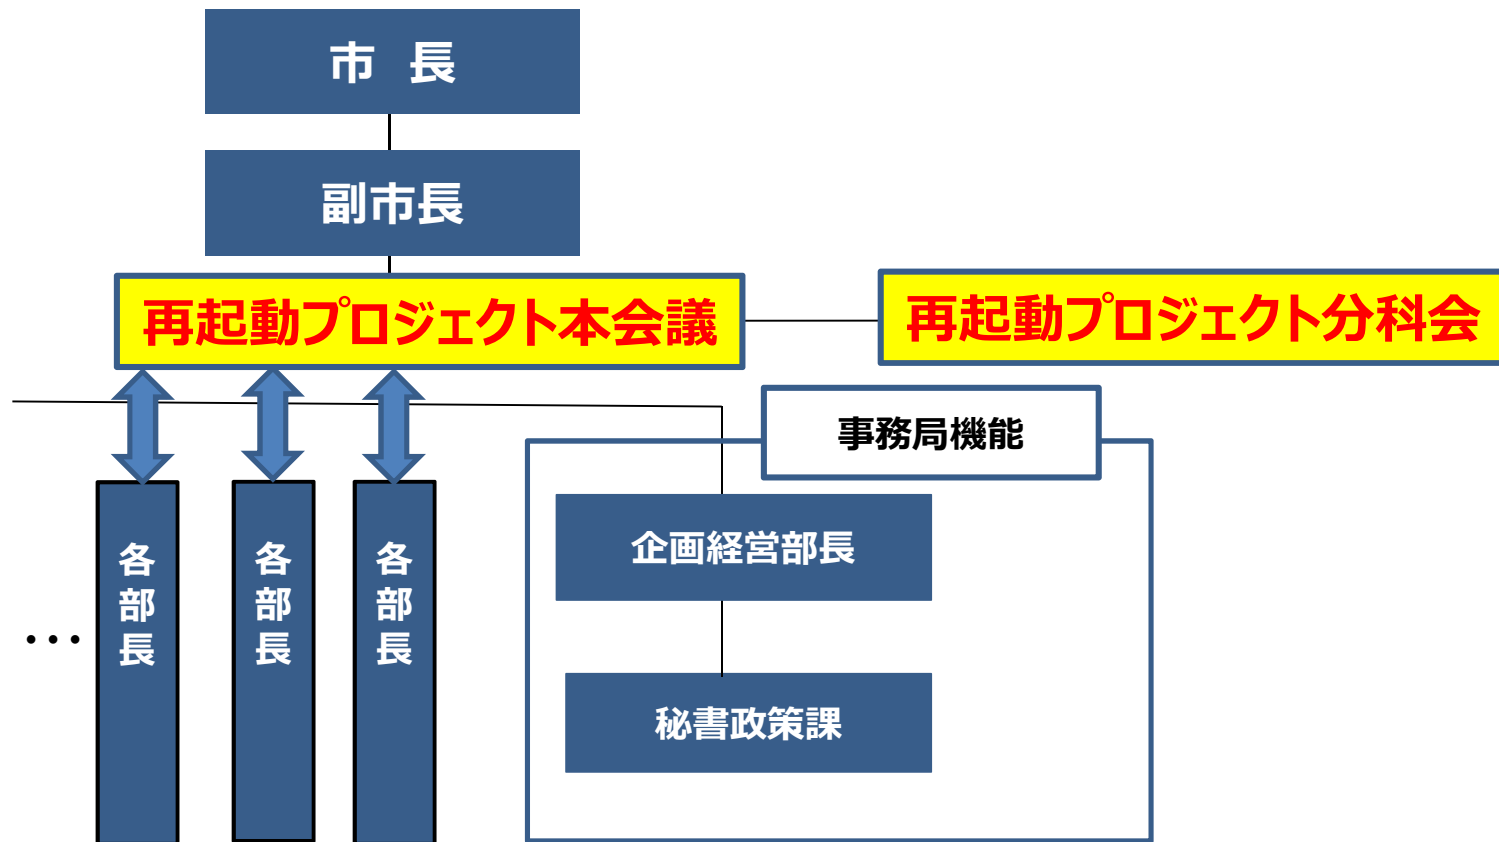 市 長
副市長
再起動プロジェクト本会議
再起動プロジェクト分科会
事務局機能
企画経営部長
秘書政策課
各部長
各部長
各部長
・・・